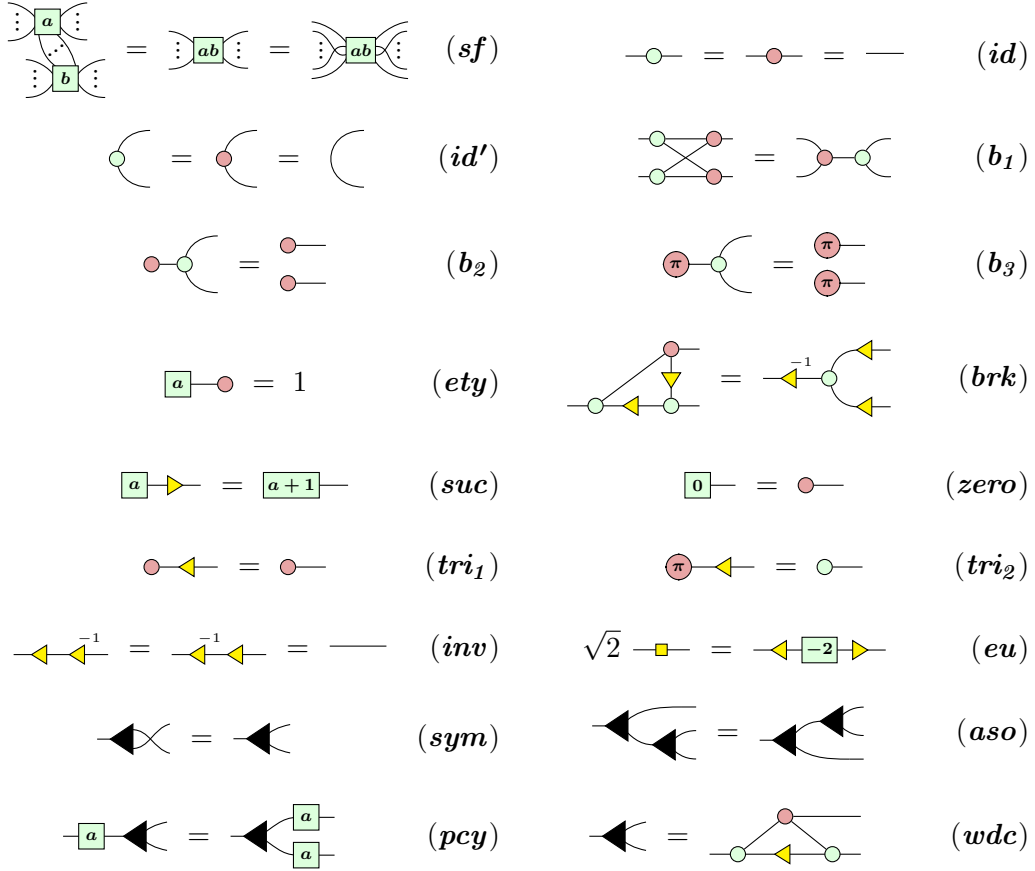 a
b
= ab = ab (sf)
= = — (id)
= = (id')
= (b₁)
= (b₂)
π = π π (b₃)
a = 1 (ety)
= -1 (brk)
a = a + 1 (suc)
0 = (zero)
= (tri₁)
π = (tri₂)
-1 = -1 = (inv)
√2 = -2 (eu)
= (sym)
= (aso)
a = a a (pcy)
= (wdc)